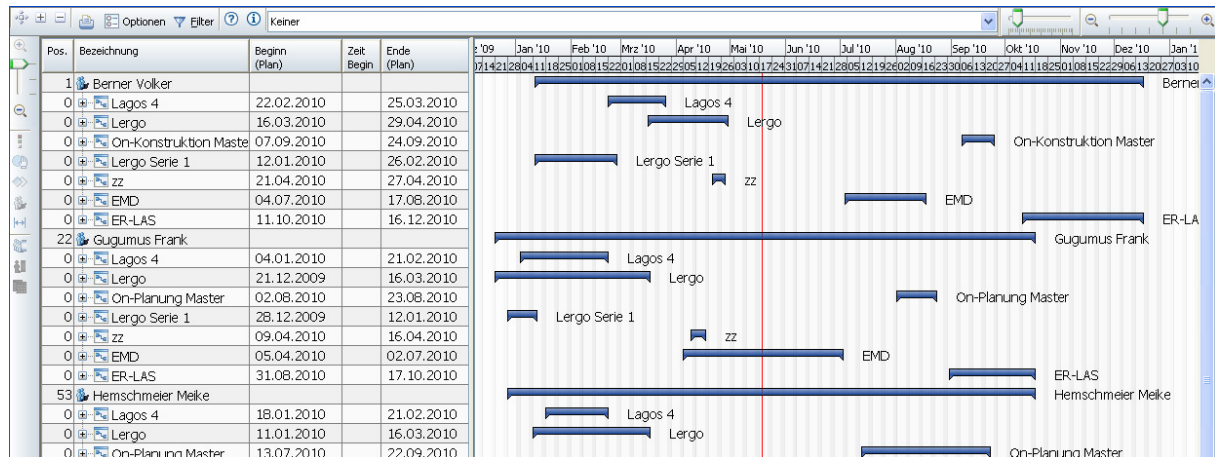 Optionen Filter Keiner
Pos. Bezeichnung Beginn (Plan) Zeit Begin Ende (Plan)
'09 Jan '10 Feb '10 Mrz '10 Apr '10 Mai '10 Jun '10 Jul '10 Aug '10 Sep '10 Okt '10 Nov '10 Dez '10 Jan '1
1 Berner Volker Berner
0 Lagos 4 22.02.2010 25.03.2010 Lagos 4
0 Lergo 16.03.2010 29.04.2010 Lergo
0 On-Konstruktion Maste 07.09.2010 24.09.2010 On-Konstruktion Master
0 Lergo Serie 1 12.01.2010 26.02.2010 Lergo Serie 1
0 zz 21.04.2010 27.04.2010 zz
0 EMD 04.07.2010 17.08.2010 EMD
0 ER-LAS 11.10.2010 16.12.2010 ER-LA
22 Gugumus Frank Gugumus Frank
0 Lagos 4 04.01.2010 21.02.2010 Lagos 4
0 Lergo 21.12.2009 16.03.2010 Lergo
0 On-Planung Master 02.08.2010 23.08.2010 On-Planung Master
0 Lergo Serie 1 28.12.2009 12.01.2010 Lergo Serie 1
0 zz 09.04.2010 16.04.2010 zz
0 EMD 05.04.2010 02.07.2010 EMD
0 ER-LAS 31.08.2010 17.10.2010 ER-LAS
53 Hemschmeier Meike Hemschmeier Meike
0 Lagos 4 18.01.2010 21.02.2010 Lagos 4
0 Lergo 11.01.2010 16.03.2010 Lergo
0 On-Planung Master 13.07.2010 22.09.2010 On-Planung Master